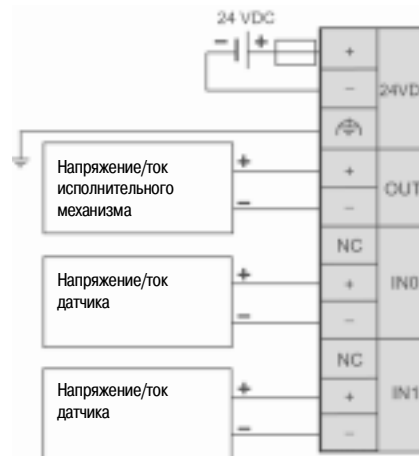 24 VDC
− +
+
−
24VD
Напряжение/ток
исполнительного
механизма
+
−
+
−
OUT
NC
Напряжение/ток
датчика
+
−
+
−
IN0
NC
Напряжение/ток
датчика
+
−
+
−
IN1